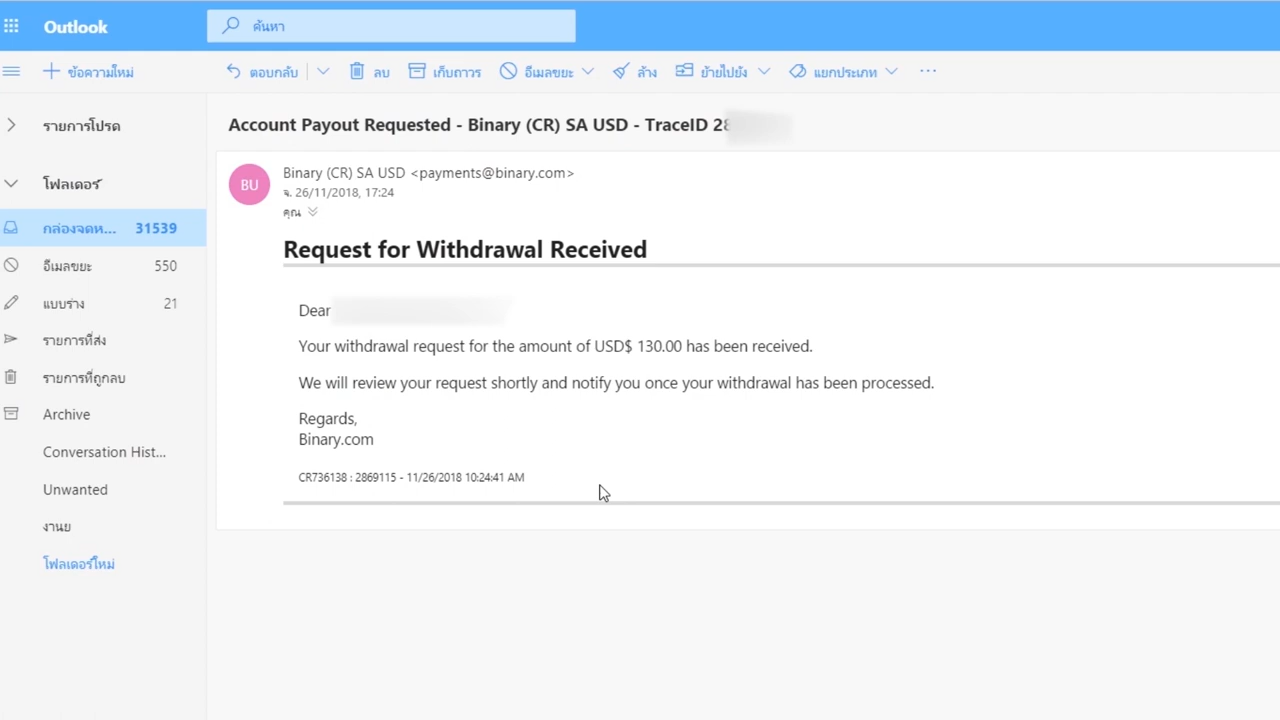 Outlook
ค้นหา
ข้อความใหม่
ตอบกลับ
ลบ
เก็บถาวร
อีเมลขยะ
ล้าง
ย้ายไปยัง
แยกประเภท
รายการโปรด
โฟลเดอร์
กล่องจดห... 31539
อีเมลขยะ 550
แบบร่าง 21
รายการที่ส่ง
รายการที่ถูกลบ
Archive
Conversation Hist...
Unwanted
งานย
โฟลเดอร์ใหม่
Account Payout Requested - Binary (CR) SA USD - TraceID 28
BU
Binary (CR) SA USD <payments@binary.com>
จ. 26/11/2018, 17:24
คุณ
Request for Withdrawal Received
Dear
Your withdrawal request for the amount of USD$ 130.00 has been received.
We will review your request shortly and notify you once your withdrawal has been processed.
Regards,
Binary.com
CR736138 : 2869115 - 11/26/2018 10:24:41 AM